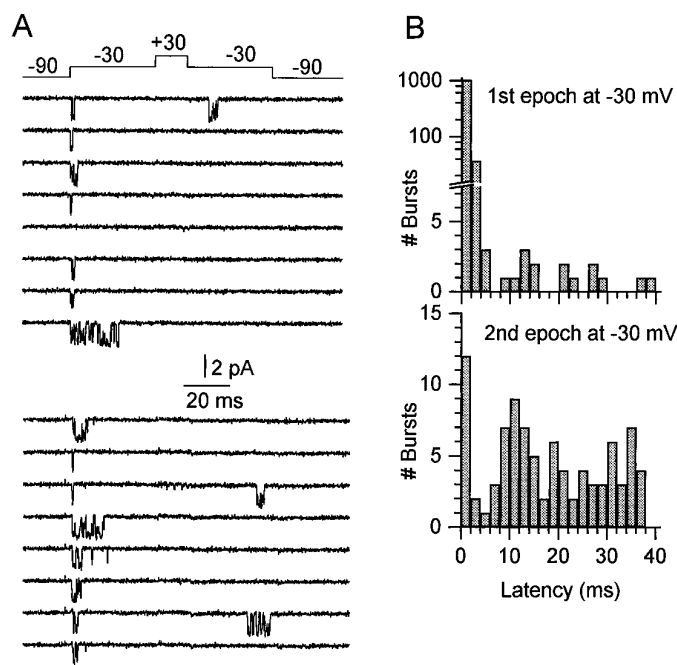 A
-90 -30 +30 -30 -90
2 pA
20 ms
B
1st epoch at -30 mV
1000
100
5
0
# Bursts
2nd epoch at -30 mV
15
10
5
0
# Bursts
0 10 20 30 40
Latency (ms)